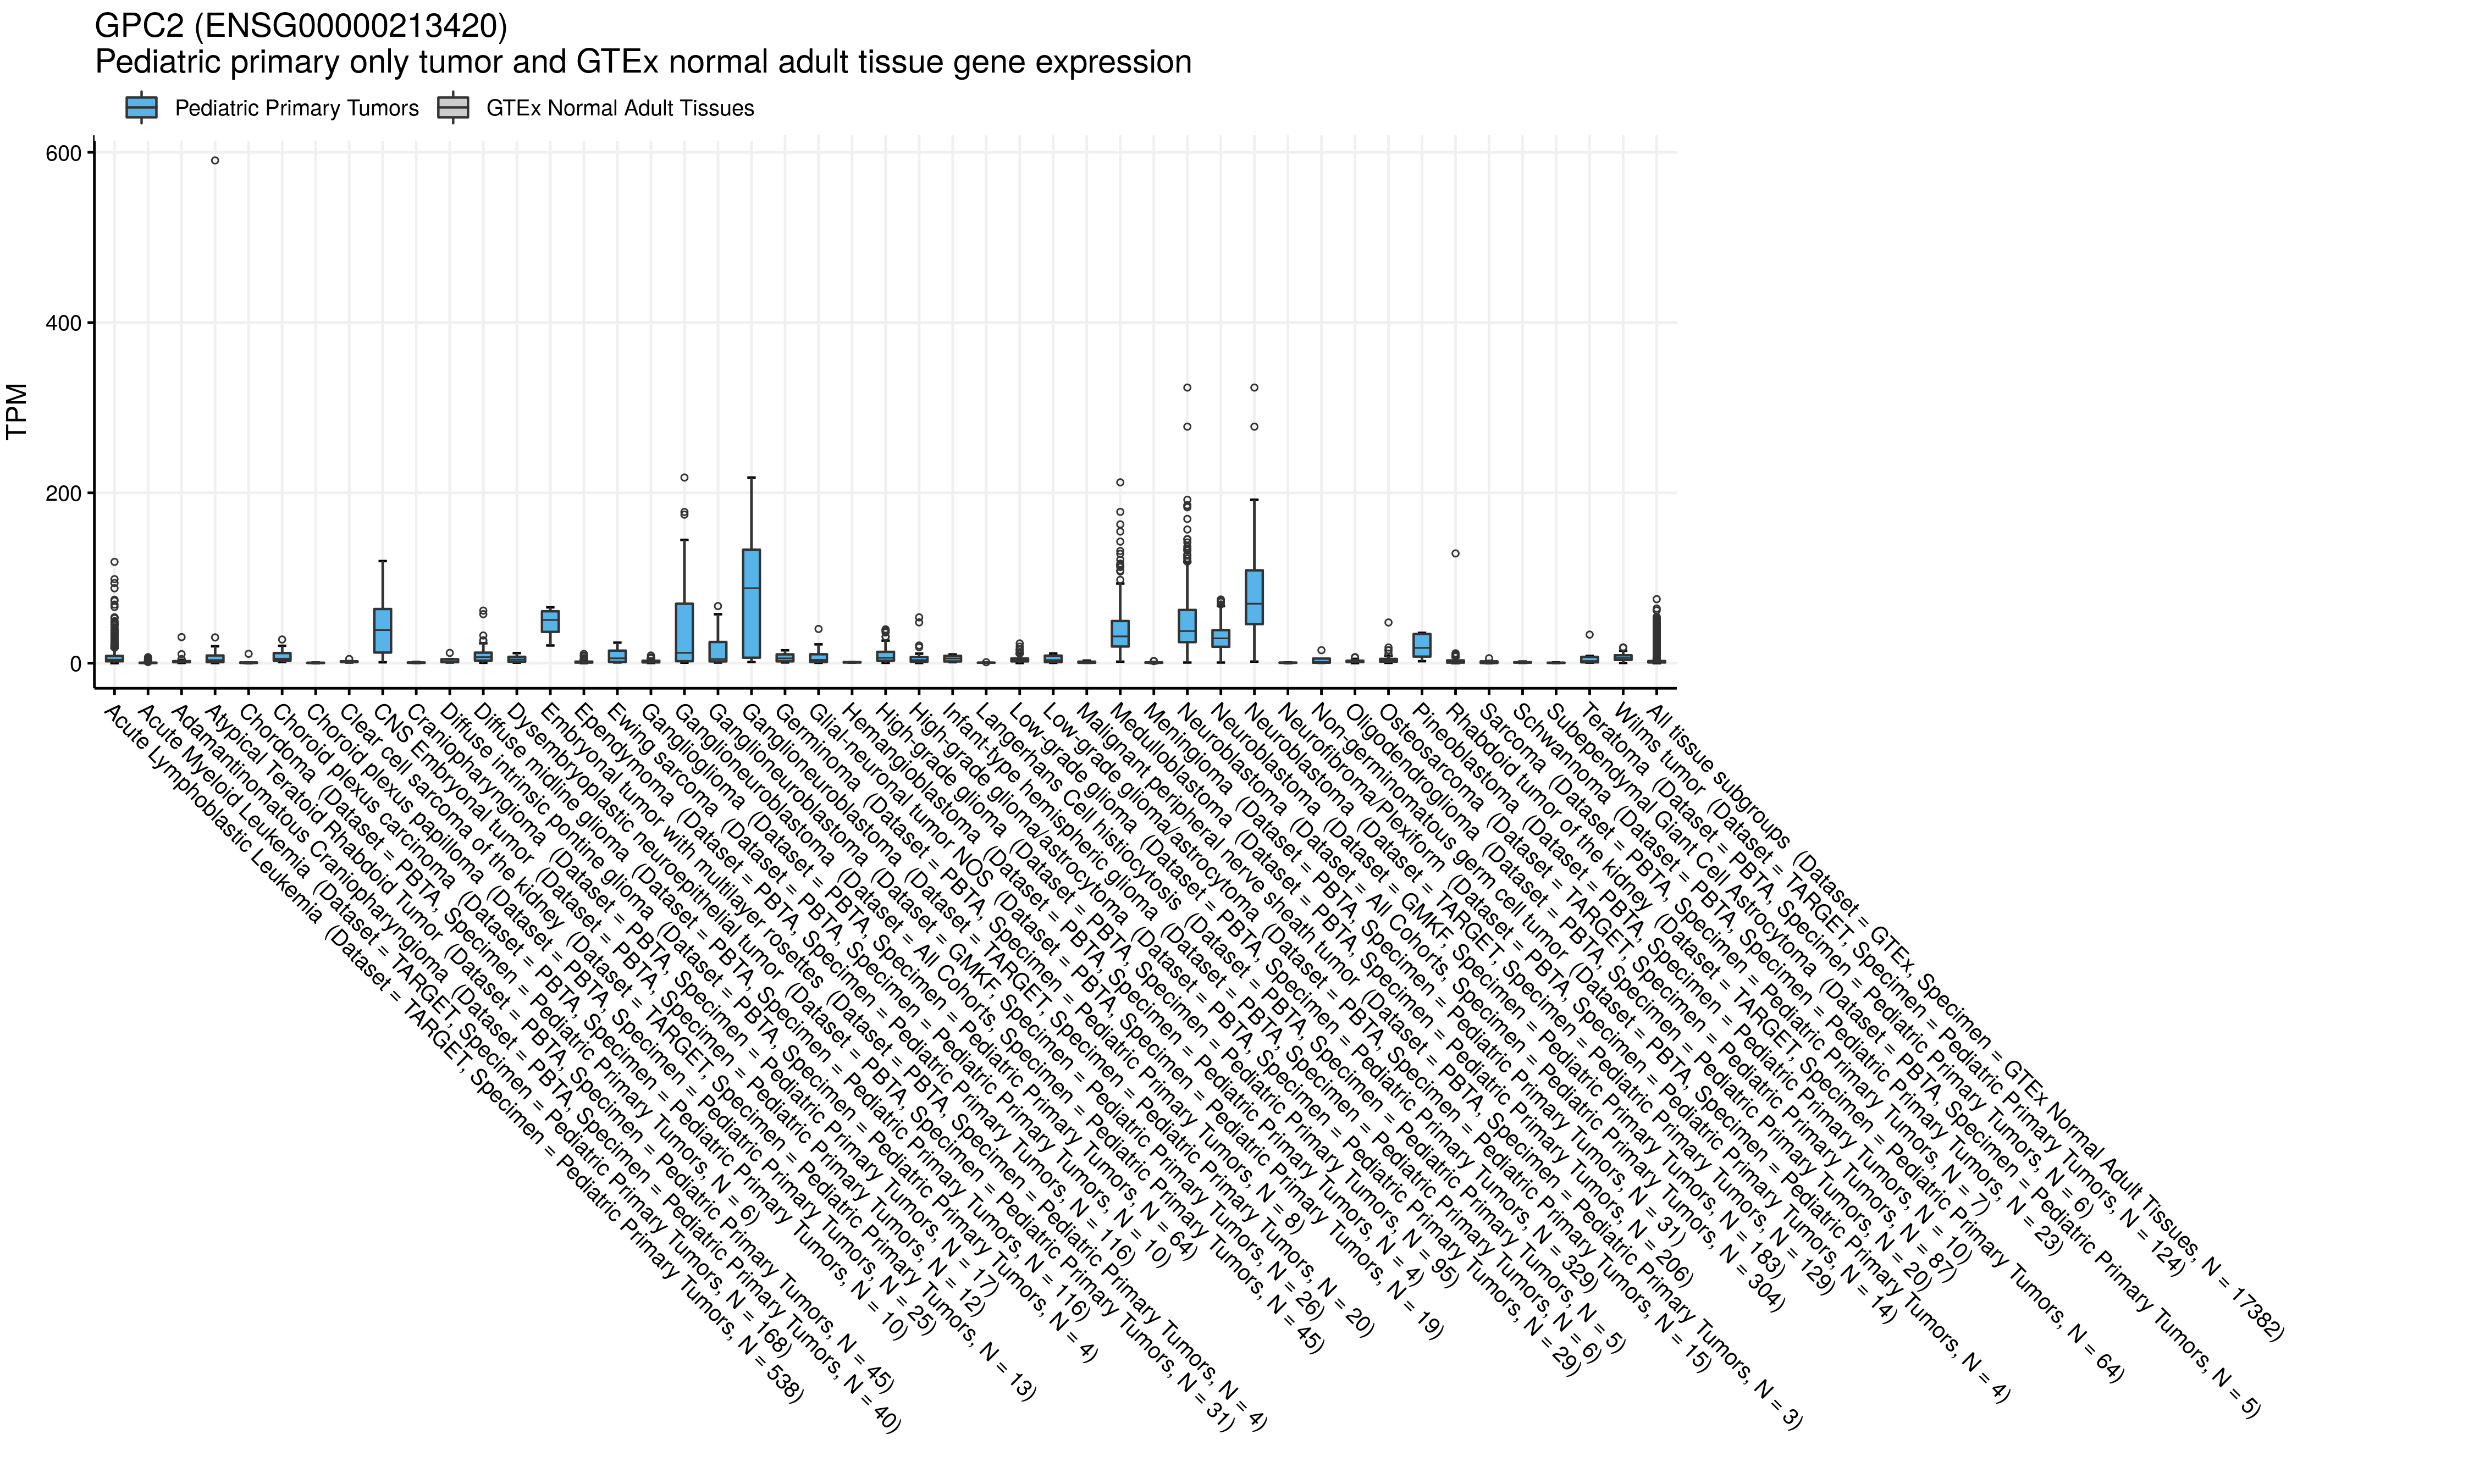 GPC2 (ENSG00000213420)
Pediatric primary only tumor and GTEx normal adult tissue gene expression
Pediatric Primary Tumors
GTEx Normal Adult Tissues
TPM
600
400
200
0
Acute Lymphoblastic Leukemia (Dataset = TARGET, Specimen = Pediatric Primary Tumors, N = 538)
Acute Myeloid Leukemia (Dataset = TARGET, Specimen = Pediatric Primary Tumors, N = 168)
Adamantinomatous Craniopharyngioma (Dataset = PBTA, Specimen = Pediatric Primary Tumors, N = 40)
Atypical Teratoid Rhabdoid Tumor (Dataset = PBTA, Specimen = Pediatric Primary Tumors, N = 45)
Chordoma (Dataset = PBTA, Specimen = Pediatric Primary Tumors, N = 6)
Choroid plexus carcinoma (Dataset = PBTA, Specimen = Pediatric Primary Tumors, N = 10)
Choroid plexus papilloma (Dataset = PBTA, Specimen = Pediatric Primary Tumors, N = 25)
Clear cell sarcoma of the kidney (Dataset = TARGET, Specimen = Pediatric Primary Tumors, N = 13)
CNS Embryonal tumor (Dataset = PBTA, Specimen = Pediatric Primary Tumors, N = 12)
Craniopharyngioma (Dataset = PBTA, Specimen = Pediatric Primary Tumors, N = 17)
Diffuse intrinsic pontine glioma (Dataset = PBTA, Specimen = Pediatric Primary Tumors, N = 4)
Diffuse midline glioma (Dataset = PBTA, Specimen = Pediatric Primary Tumors, N = 116)
Dysembryoplastic neuroepithelial tumor (Dataset = PBTA, Specimen = Pediatric Primary Tumors, N = 31)
Embryonal tumor with multilayer rosettes (Dataset = PBTA, Specimen = Pediatric Primary Tumors, N = 4)
Ependymoma (Dataset = PBTA, Specimen = Pediatric Primary Tumors, N = 116)
Ewing sarcoma (Dataset = PBTA, Specimen = Pediatric Primary Tumors, N = 10)
Ganglioglioma (Dataset = PBTA, Specimen = Pediatric Primary Tumors, N = 64)
Ganglioneuroblastoma (Dataset = All Cohorts, Specimen = Pediatric Primary Tumors, N = 45)
Ganglioneuroblastoma (Dataset = GMKF, Specimen = Pediatric Primary Tumors, N = 26)
Ganglioneuroblastoma (Dataset = TARGET, Specimen = Pediatric Primary Tumors, N = 20)
Germinoma (Dataset = PBTA, Specimen = Pediatric Primary Tumors, N = 8)
Glial-neuronal tumor NOS (Dataset = PBTA, Specimen = Pediatric Primary Tumors, N = 19)
Hemangioblastoma (Dataset = PBTA, Specimen = Pediatric Primary Tumors, N = 4)
High-grade glioma (Dataset = PBTA, Specimen = Pediatric Primary Tumors, N = 95)
High-grade glioma/astrocytoma (Dataset = PBTA, Specimen = Pediatric Primary Tumors, N = 29)
Infant-type hemispheric glioma (Dataset = PBTA, Specimen = Pediatric Primary Tumors, N = 6)
Langerhans Cell histiocytosis (Dataset = PBTA, Specimen = Pediatric Primary Tumors, N = 5)
Low-grade glioma (Dataset = PBTA, Specimen = Pediatric Primary Tumors, N = 329)
Low-grade glioma/astrocytoma (Dataset = PBTA, Specimen = Pediatric Primary Tumors, N = 15)
Malignant peripheral nerve sheath tumor (Dataset = PBTA, Specimen = Pediatric Primary Tumors, N = 3)
Medulloblastoma (Dataset = PBTA, Specimen = Pediatric Primary Tumors, N = 206)
Meningioma (Dataset = PBTA, Specimen = Pediatric Primary Tumors, N = 31)
Neuroblastoma (Dataset = All Cohorts, Specimen = Pediatric Primary Tumors, N = 304)
Neuroblastoma (Dataset = GMKF, Specimen = Pediatric Primary Tumors, N = 183)
Neuroblastoma (Dataset = TARGET, Specimen = Pediatric Primary Tumors, N = 129)
Neurofibroma/Plexiform (Dataset = PBTA, Specimen = Pediatric Primary Tumors, N = 14)
Non-germinomatous germ cell tumor (Dataset = PBTA, Specimen = Pediatric Primary Tumors, N = 4)
Oligodendroglioma (Dataset = PBTA, Specimen = Pediatric Primary Tumors, N = 20)
Osteosarcoma (Dataset = TARGET, Specimen = Pediatric Primary Tumors, N = 87)
Pineoblastoma (Dataset = PBTA, Specimen = Pediatric Primary Tumors, N = 10)
Rhabdoid tumor of the kidney (Dataset = TARGET, Specimen = Pediatric Primary Tumors, N = 64)
Sarcoma (Dataset = PBTA, Specimen = Pediatric Primary Tumors, N = 7)
Schwannoma (Dataset = PBTA, Specimen = Pediatric Primary Tumors, N = 23)
Subependymal Giant Cell Astrocytoma (Dataset = PBTA, Specimen = Pediatric Primary Tumors, N = 5)
Teratoma (Dataset = PBTA, Specimen = Pediatric Primary Tumors, N = 6)
Wilms tumor (Dataset = TARGET, Specimen = Pediatric Primary Tumors, N = 124)
All tissue subgroups (Dataset = GTEx, Specimen = GTEx Normal Adult Tissues, N = 17382)